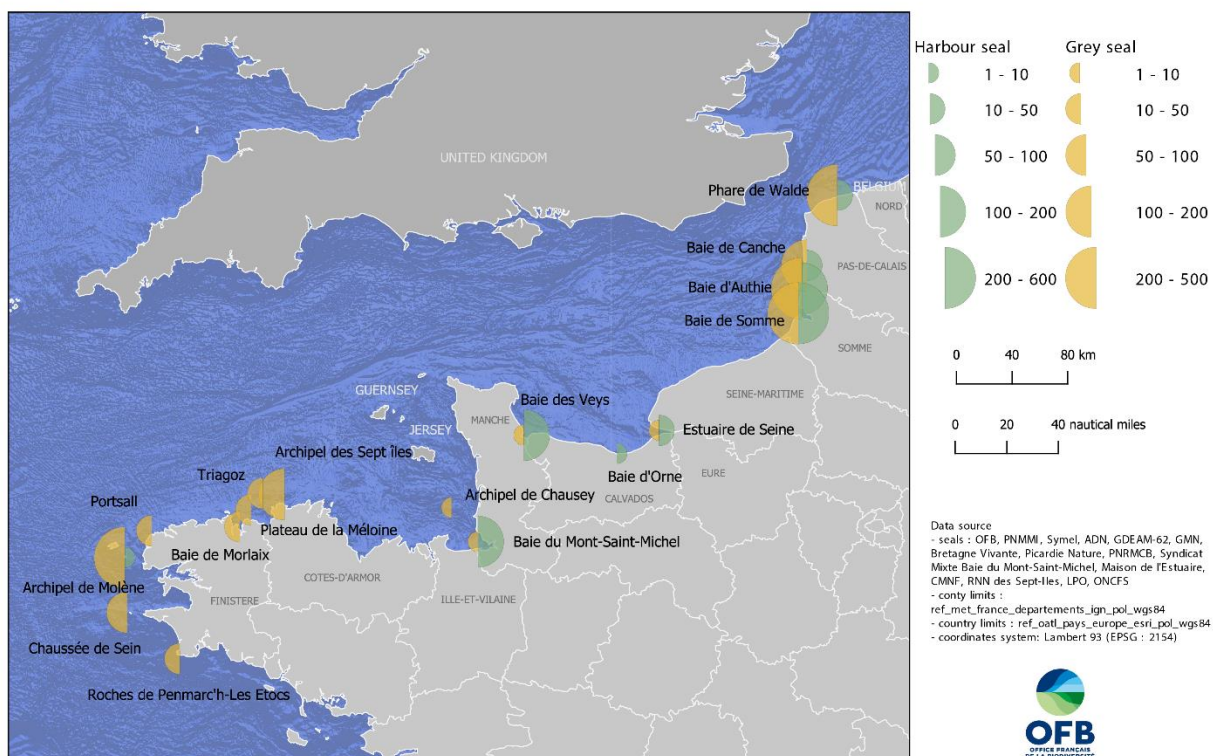 UNITED KINGDOM
Phare de Walde
BELGIUM
NORD
Baie de Canche
PAS-DE-CALAIS
Baie d'Authie
Baie de Somme
SOMME
SEINE-MARITIME
GUERNSEY
Baie des Veys
MANCHE
JERSEY
Estuaire de Seine
Archipel des Sept îles
Baie d'Orne
EURE
Triagoz
Archipel de Chausey
CALVADOS
Portsall
Plateau de la Méloine
Baie du Mont-Saint-Michel
Baie de Morlaix
COTES-D'ARMOR
Archipel de Molène
FINISTERE
ILLE-ET-VILAINE
Chaussée de Sein
Roches de Penmarc'h-Les Etocs
Harbour seal Grey seal
1 - 10 1 - 10
10 - 50 10 - 50
50 - 100 50 - 100
100 - 200 100 - 200
200 - 600 200 - 500
0 40 80 km
0 20 40 nautical miles
Data source
- seals : OFB, PNMMI, Symel, ADN, GDEAM-62, GMN,
Bretagne Vivante, Picardie Nature, PNRMCB, Syndicat
Mixte Baie du Mont-Saint-Michel, Maison de l'Estuaire,
CMNF, RNN des Sept-Iles, LPO, ONCFS
- conty limits :
ref_met_france_departements_ign_pol_wgs84
- country limits : ref_oatl_pays_europe_esri_pol_wgs84
- coordinates system: Lambert 93 (EPSG : 2154)
OFB
OFFICE FRANÇAIS
DE LA BIODIVERSITÉ